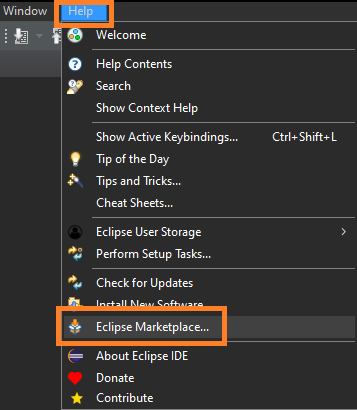 Window Help
Welcome
Help Contents
Search
Show Context Help
Show Active Keybindings... Ctrl+Shift+L
Tip of the Day
Tips and Tricks...
Cheat Sheets...
Eclipse User Storage
Perform Setup Tasks...
Check for Updates
Install New Software...
Eclipse Marketplace...
About Eclipse IDE
Donate
Contribute